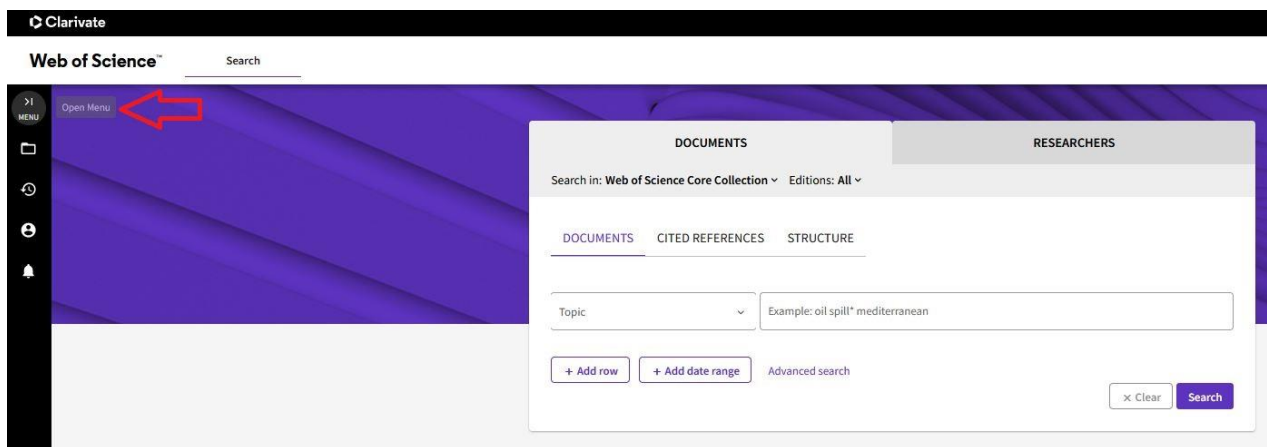 Clarivate
Web of Science™ Search
>I
MENU
Open Menu
DOCUMENTS RESEARCHERS
Search in: Web of Science Core Collection Editions: All
DOCUMENTS CITED REFERENCES STRUCTURE
Topic Example: oil spill* mediterranean
+ Add row + Add date range Advanced search
× Clear Search